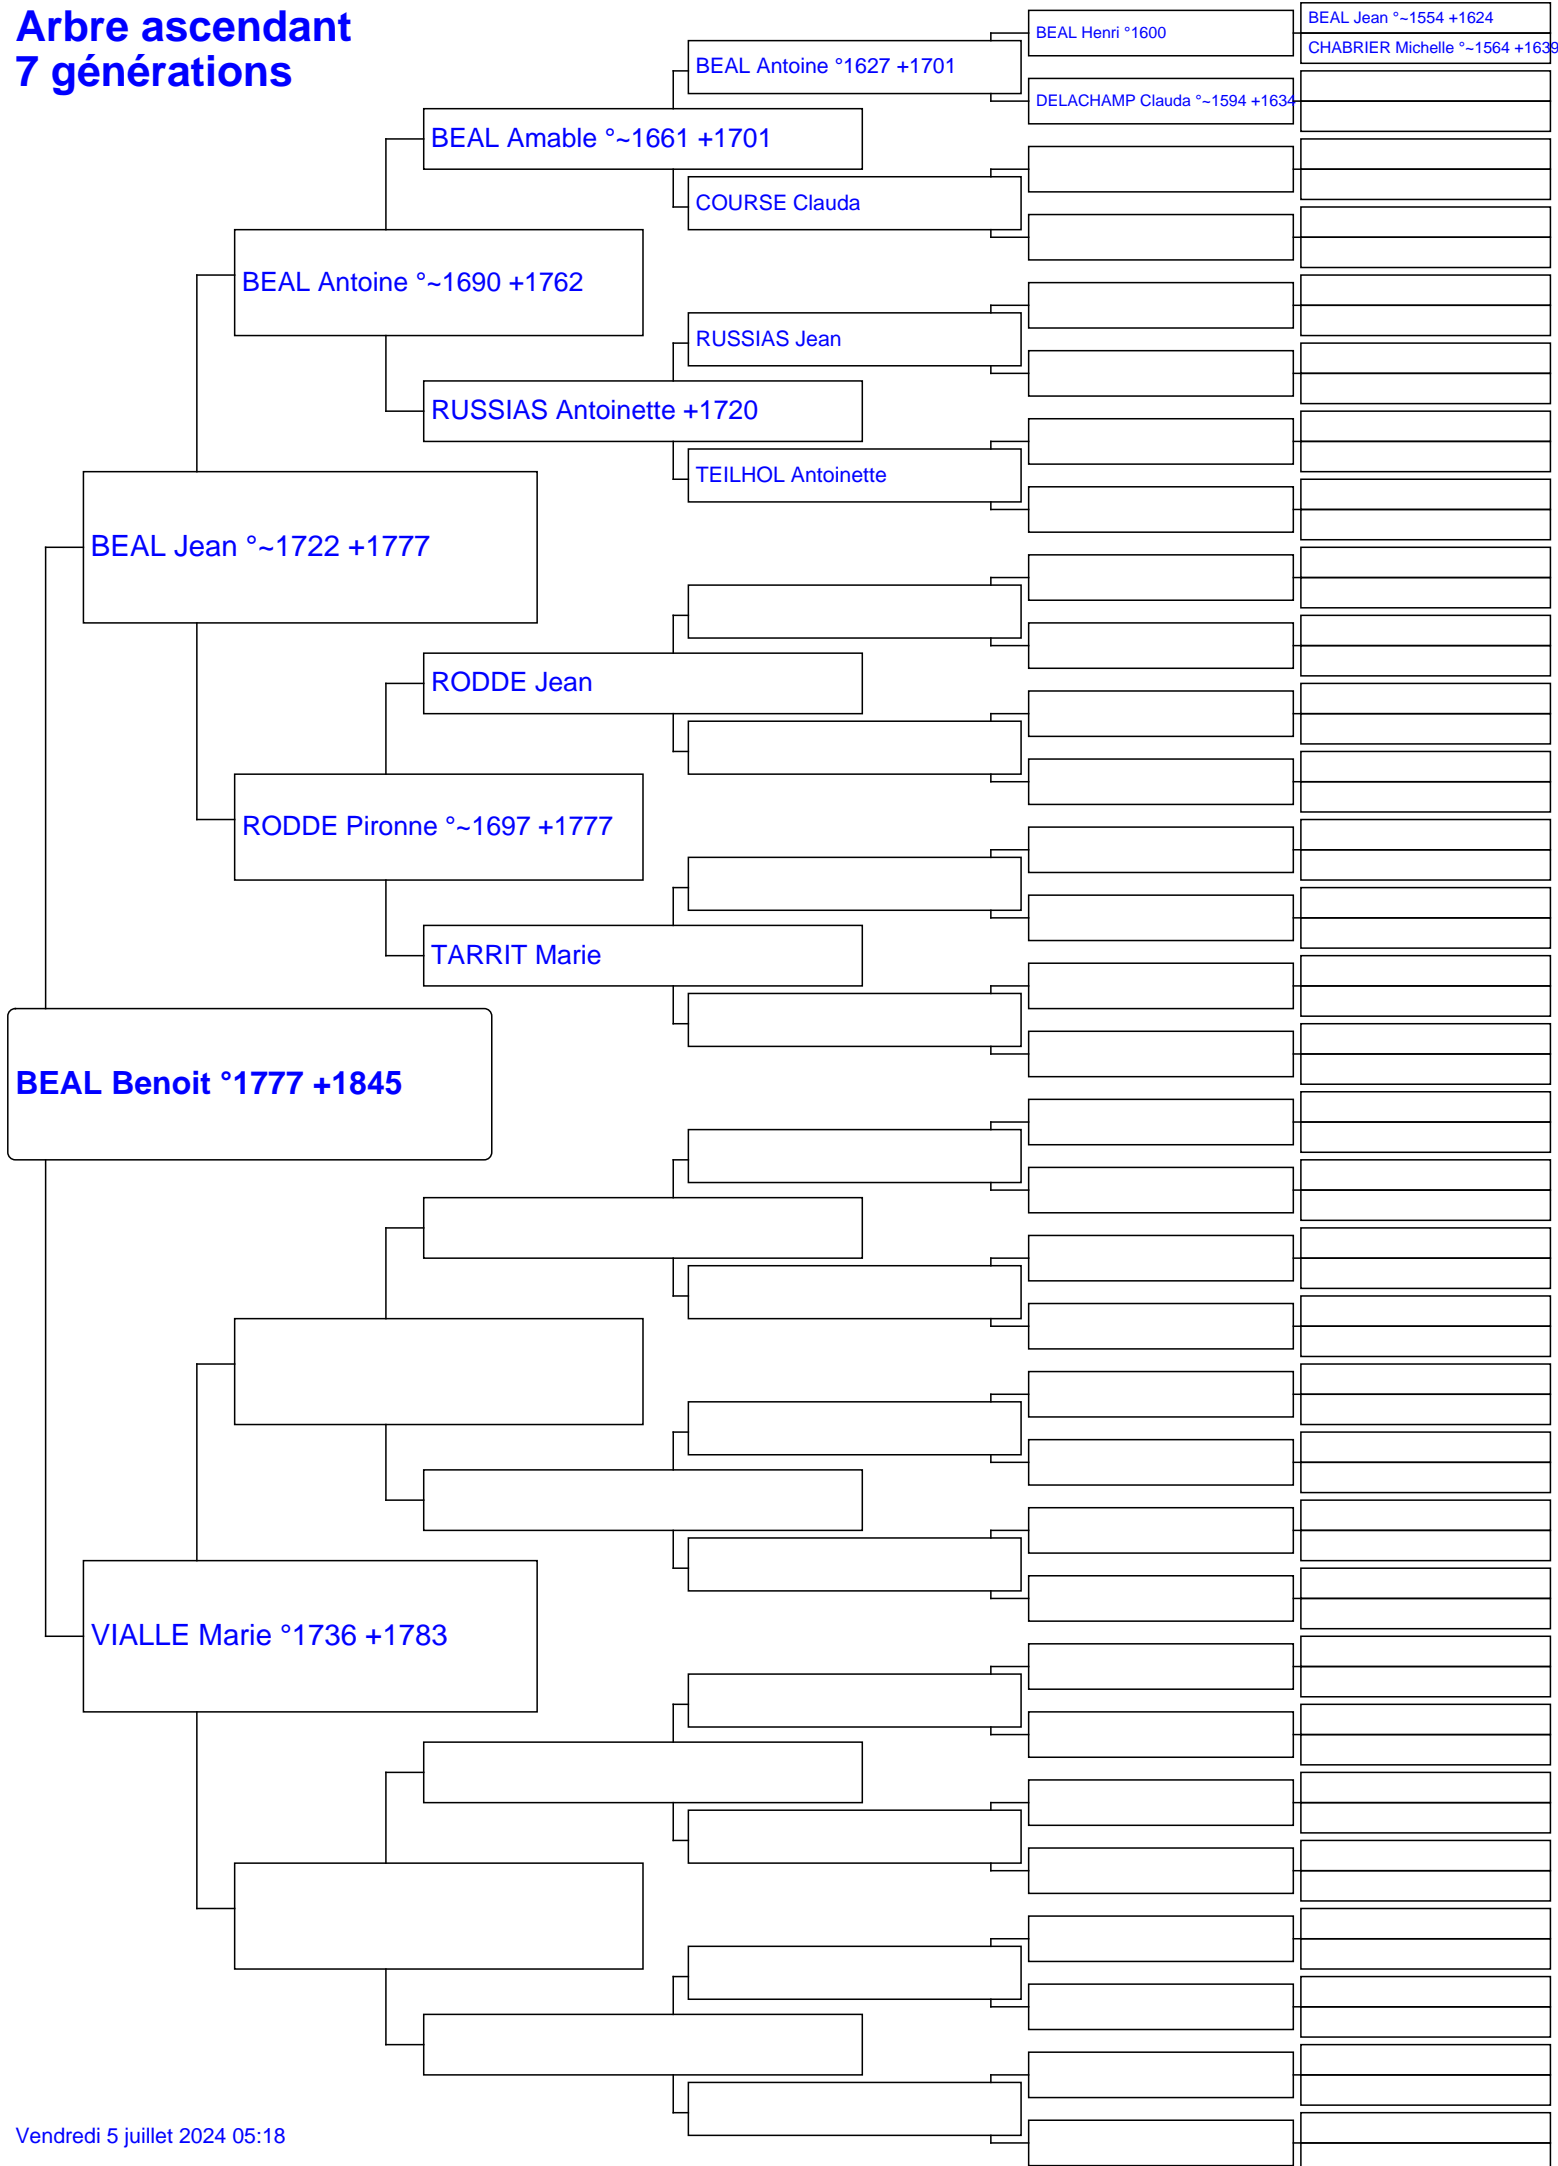 Arbre ascendant
7 générations
BEAL Jean °~1554 +1624
BEAL Henri °1600
CHABRIER Michelle °~1564 +1639
BEAL Antoine °1627 +1701
DELACHAMP Clauda °~1594 +1634
BEAL Amable °~1661 +1701
COURSE Clauda
BEAL Antoine °~1690 +1762
RUSSIAS Jean
RUSSIAS Antoinette +1720
TEILHOL Antoinette
BEAL Jean °~1722 +1777
RODDE Jean
RODDE Pironne °~1697 +1777
TARRIT Marie
BEAL Benoit °1777 +1845
VIALLE Marie °1736 +1783
Vendredi 5 juillet 2024 05:18